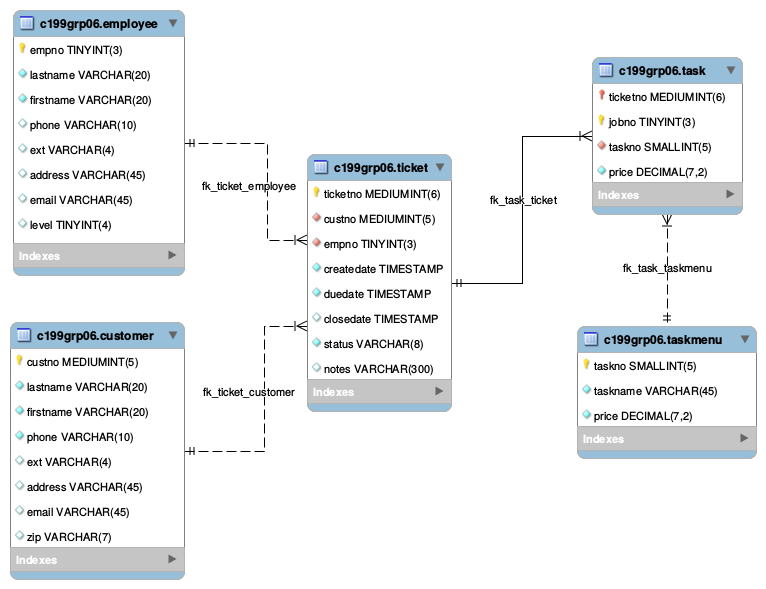 c199grp06.employee
empno TINYINT(3)
lastname VARCHAR(20)
firstname VARCHAR(20)
phone VARCHAR(10)
ext VARCHAR(4)
address VARCHAR(45)
email VARCHAR(45)
level TINYINT(4)
Indexes
c199grp06.customer
custno MEDIUMINT(5)
lastname VARCHAR(20)
firstname VARCHAR(20)
phone VARCHAR(10)
ext VARCHAR(4)
address VARCHAR(45)
email VARCHAR(45)
zip VARCHAR(7)
Indexes
fk_ticket_employee
fk_ticket_customer
c199grp06.ticket
ticketno MEDIUMINT(6)
custno MEDIUMINT(5)
empno TINYINT(3)
createdate TIMESTAMP
duedate TIMESTAMP
closedate TIMESTAMP
status VARCHAR(8)
notes VARCHAR(300)
Indexes
fk_task_ticket
c199grp06.task
ticketno MEDIUMINT(6)
jobno TINYINT(3)
taskno SMALLINT(5)
price DECIMAL(7,2)
Indexes
fk_task_taskmenu
c199grp06.taskmenu
taskno SMALLINT(5)
taskname VARCHAR(45)
price DECIMAL(7,2)
Indexes